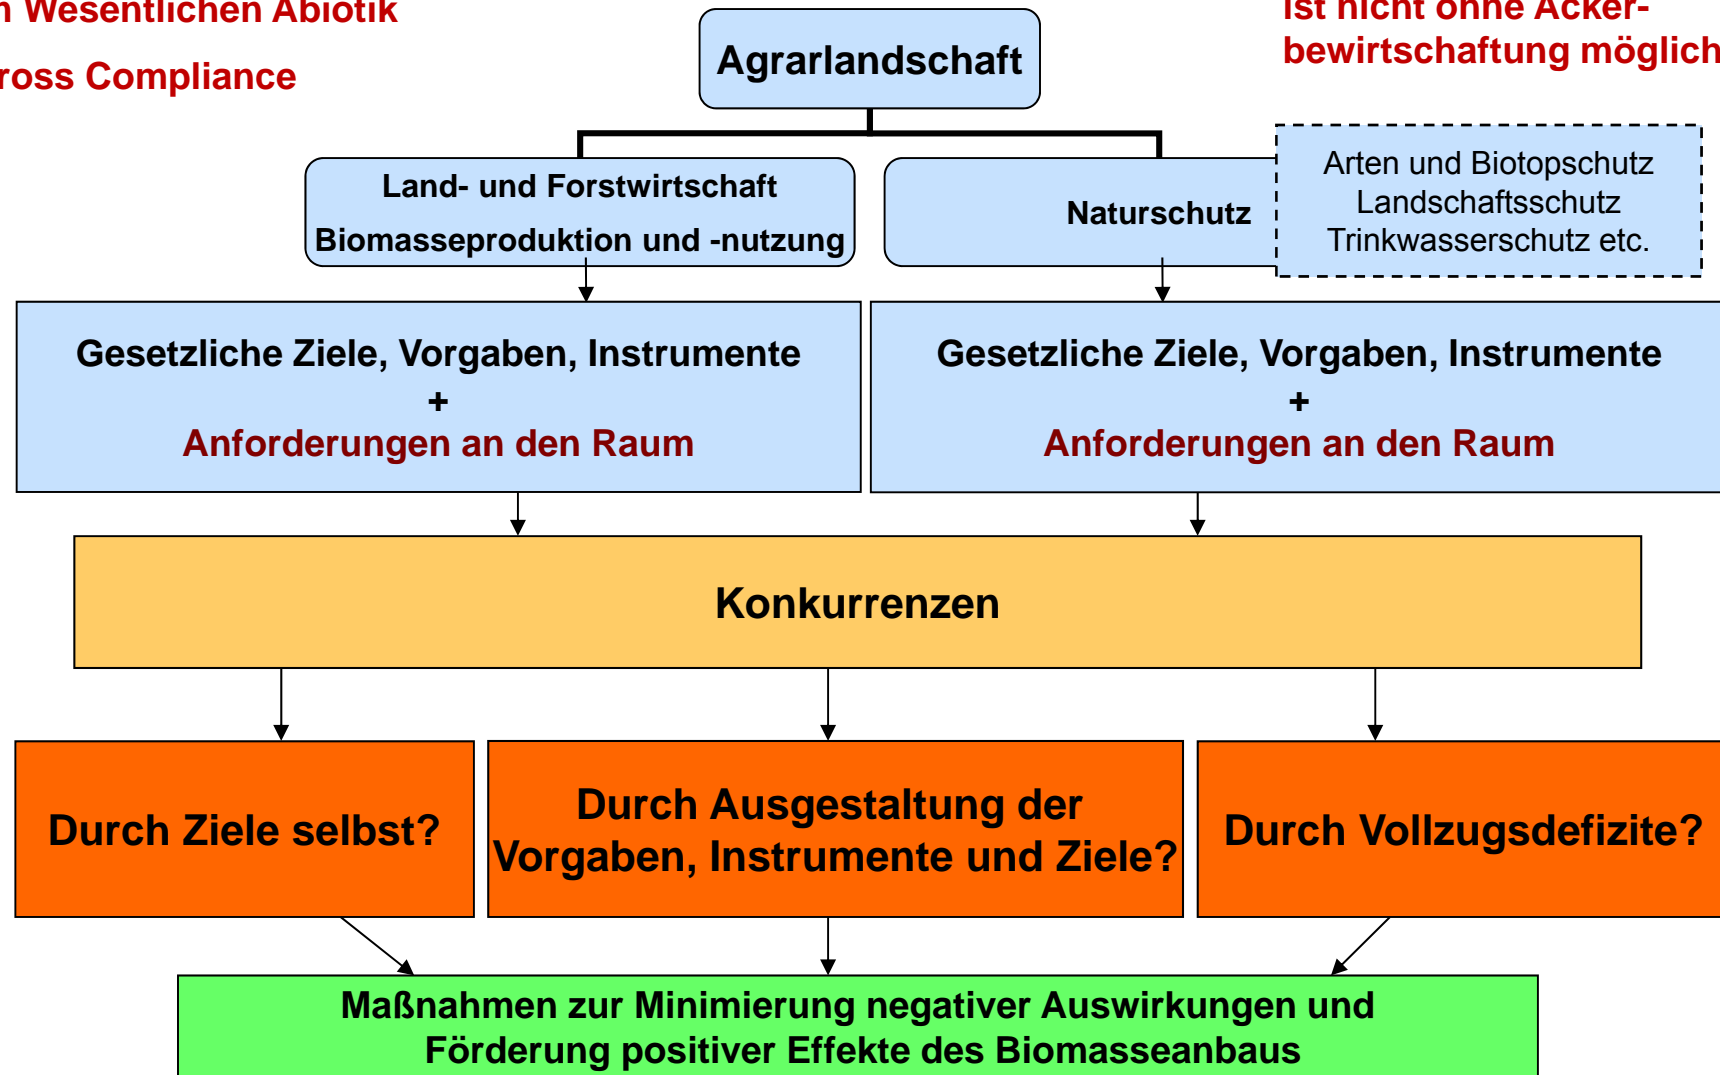 Wesentlichen Abiotik
ross Compliance
ist nicht ohne Acker-
bewirtschaftung möglich
Agrarlandschaft
Land- und Forstwirtschaft
Biomasseproduktion und -nutzung
Naturschutz
Arten und Biotopschutz
Landschaftsschutz
Trinkwasserschutz etc.
Gesetzliche Ziele, Vorgaben, Instrumente
+
Anforderungen an den Raum
Gesetzliche Ziele, Vorgaben, Instrumente
+
Anforderungen an den Raum
Konkurrenzen
Durch Ziele selbst?
Durch Ausgestaltung der
Vorgaben, Instrumente und Ziele?
Durch Vollzugsdefizite?
Maßnahmen zur Minimierung negativer Auswirkungen und
Förderung positiver Effekte des Biomasseanbaus